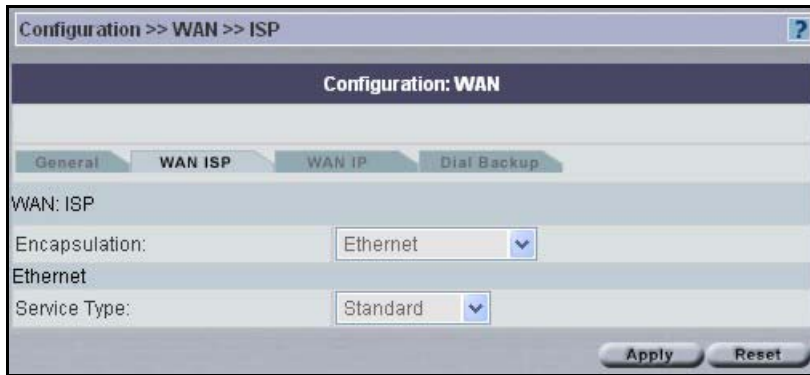 Configuration >> WAN >> ISP ?
Configuration: WAN
General WAN ISP WAN IP Dial Backup
WAN: ISP
Encapsulation: Ethernet
Ethernet
Service Type: Standard
Apply Reset